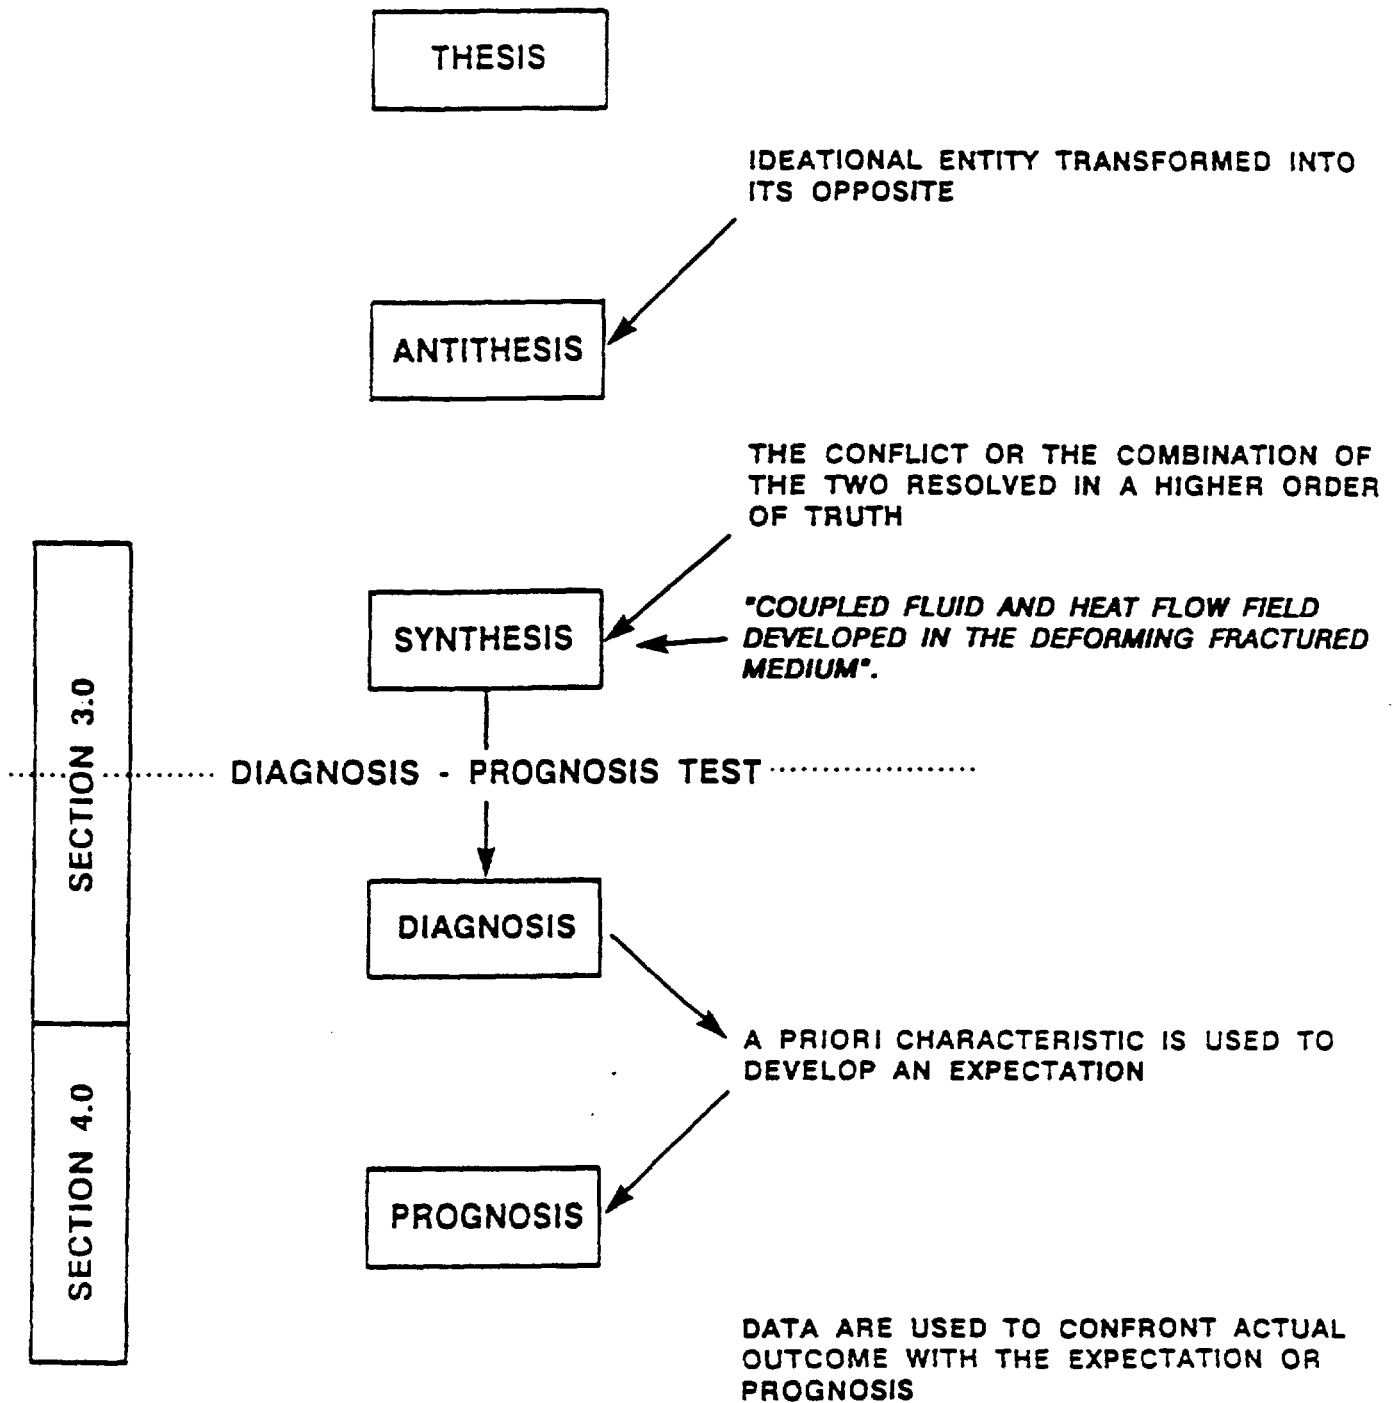 THESIS
IDEATIONAL ENTITY TRANSFORMED INTO
ITS OPPOSITE
ANTITHESIS
THE CONFLICT OR THE COMBINATION OF
THE TWO RESOLVED IN A HIGHER ORDER
OF TRUTH
SYNTHESIS
"COUPLED FLUID AND HEAT FLOW FIELD
DEVELOPED IN THE DEFORMING FRACTURED
MEDIUM".
SECTION 3.0
DIAGNOSIS - PROGNOSIS TEST
DIAGNOSIS
A PRIORI CHARACTERISTIC IS USED TO
DEVELOP AN EXPECTATION
SECTION 4.0
PROGNOSIS
DATA ARE USED TO CONFRONT ACTUAL
OUTCOME WITH THE EXPECTATION OR
PROGNOSIS